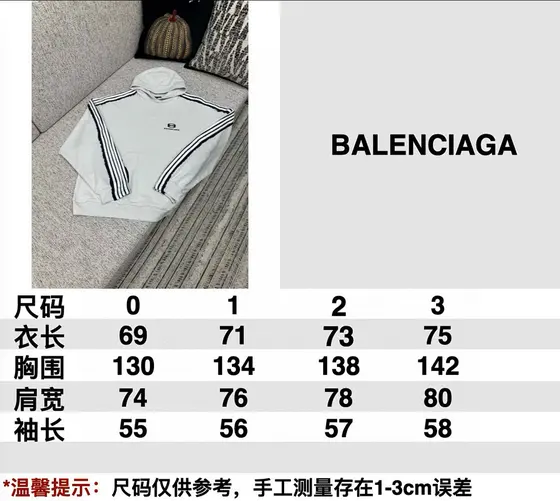 BALENCIAGA
尺码 0 1 2 3
衣长 69 71 73 75
胸围 130 134 138 142
肩宽 74 76 78 80
袖长 55 56 57 58
*温馨提示：尺码仅供参考，手工测量存在1-3cm误差